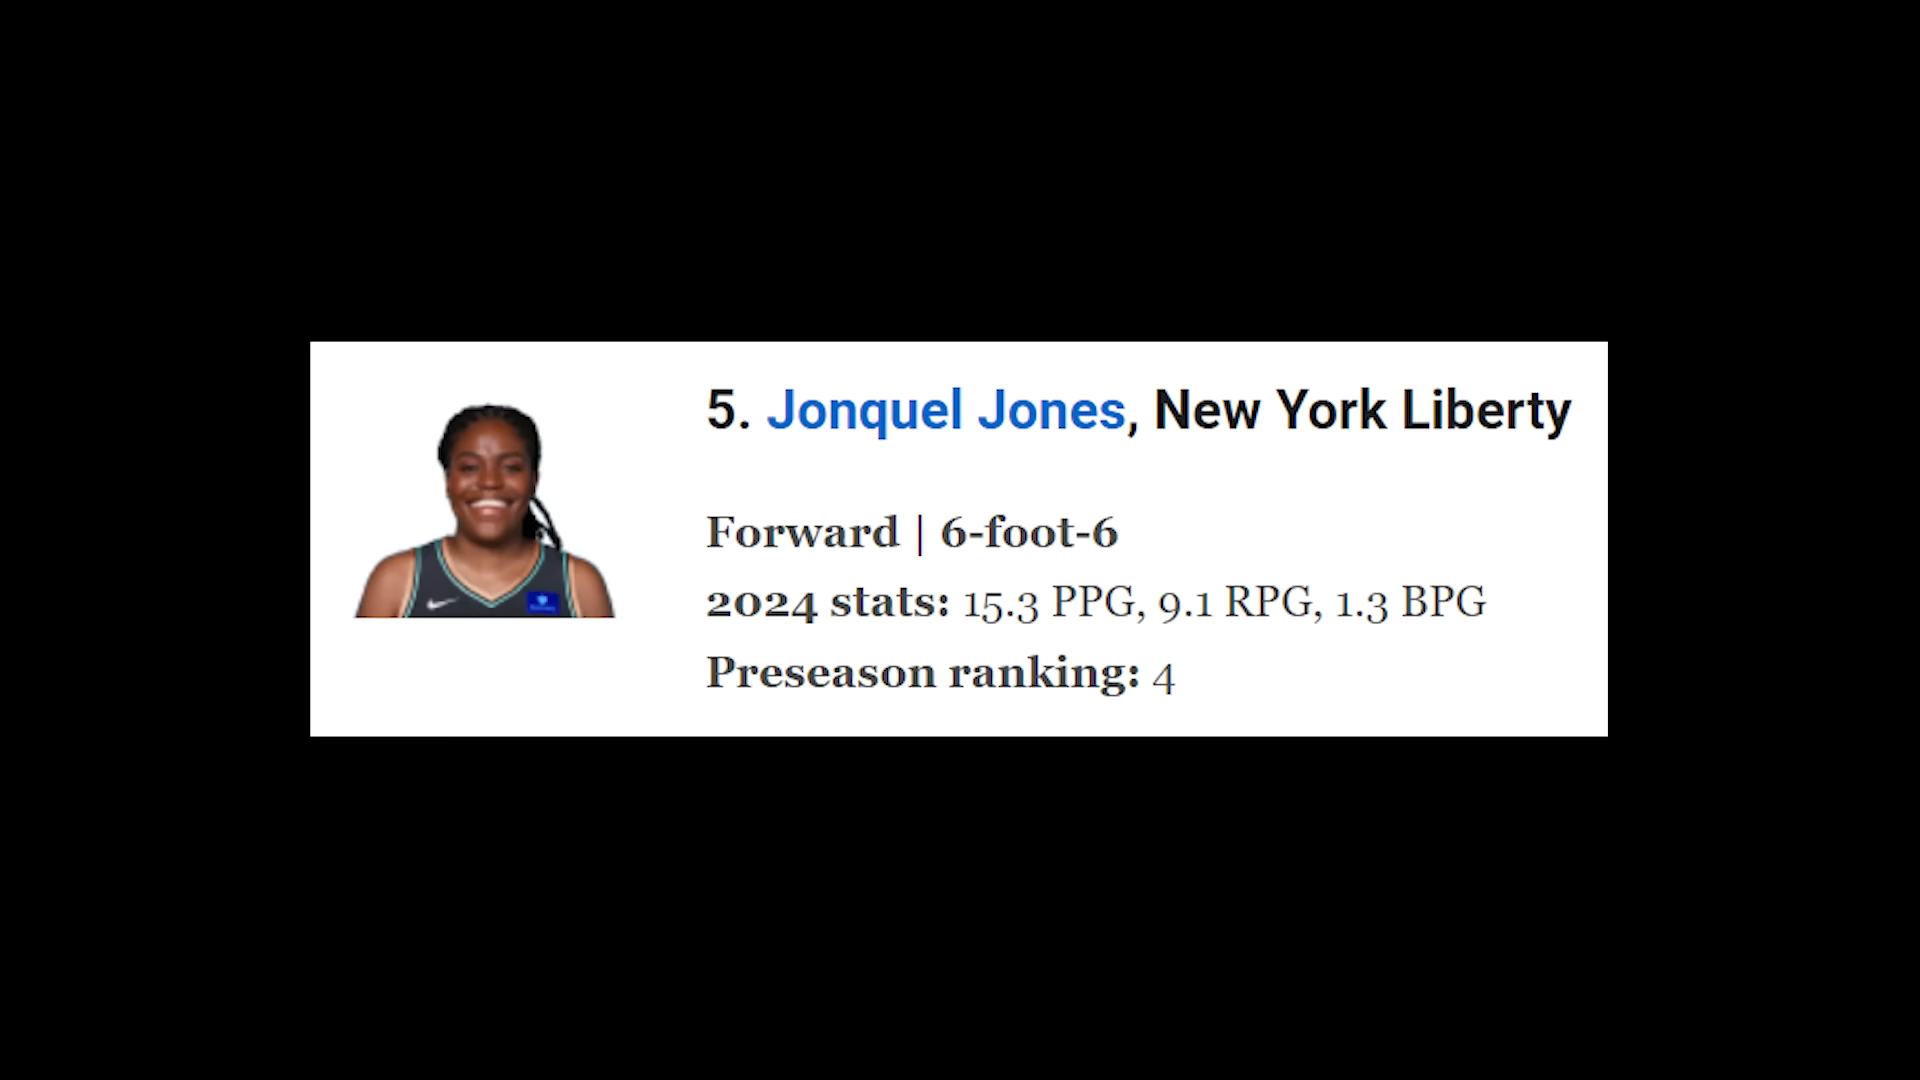 5. Jonquel Jones, New York Liberty
Forward | 6-foot-6
2024 stats: 15.3 PPG, 9.1 RPG, 1.3 BPG
Preseason ranking: 4